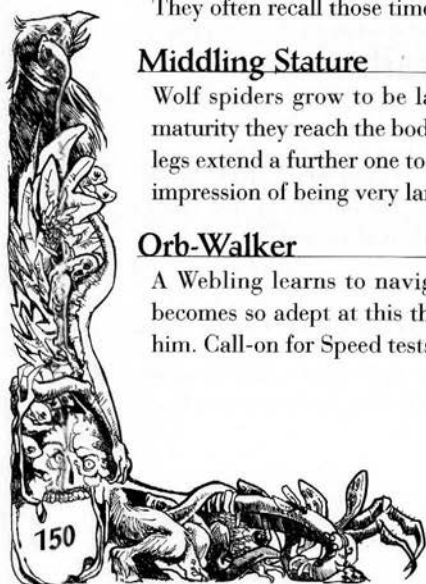 They often recall those time
Middling Stature
Wolf spiders grow to be la
maturity they reach the bod
legs extend a further one to
impression of being very lar
Orb-Walker
A Webling learns to navig
becomes so adept at this th
him. Call-on for Speed tests
150